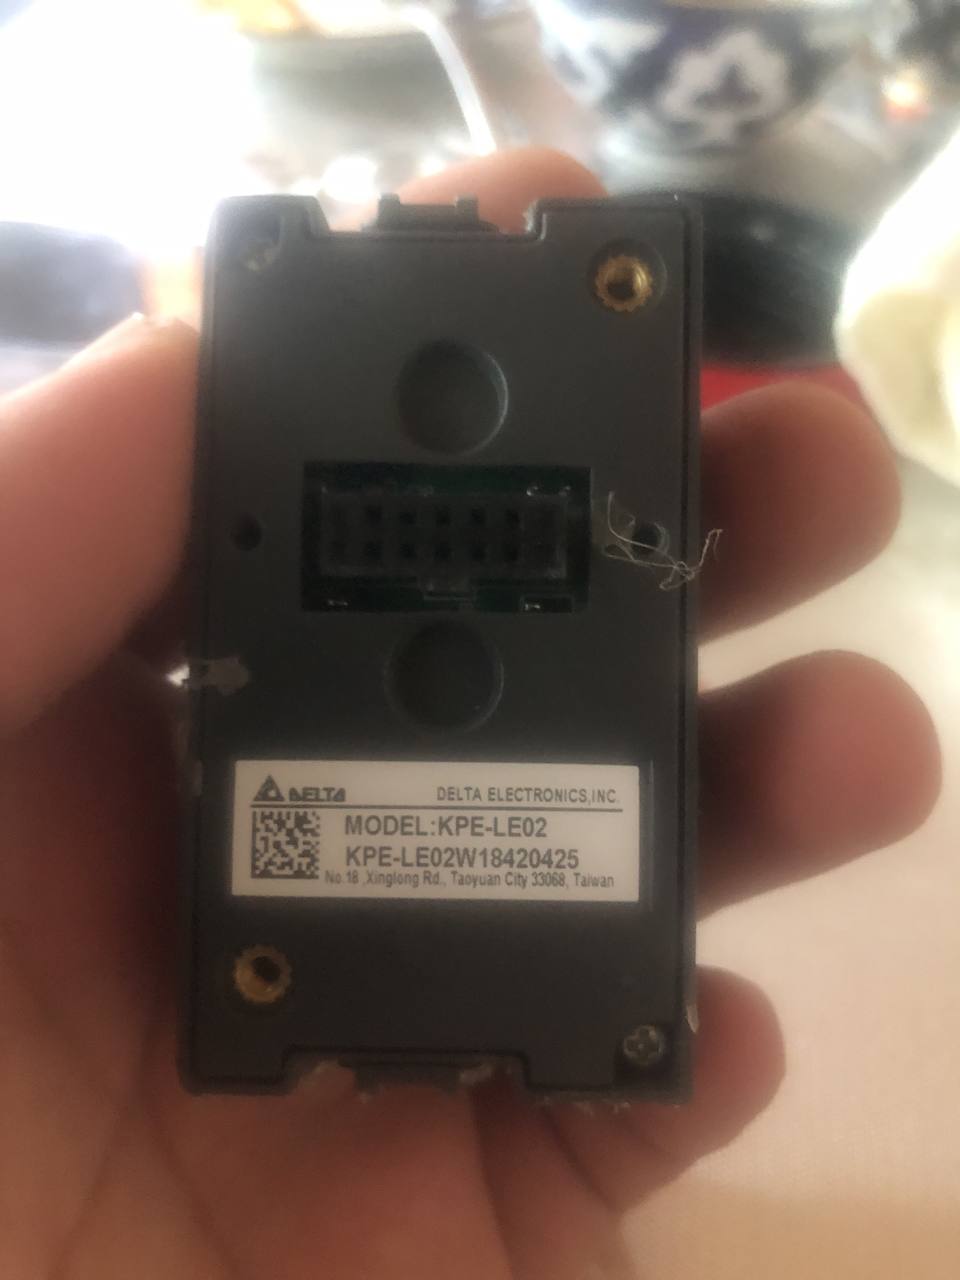 DELTA DELTA ELECTRONICS,INC.
MODEL:KPE-LE02
KPE-LE02W18420425
No.18 ,Xinglong Rd., Taoyuan City 33068, Taiwan